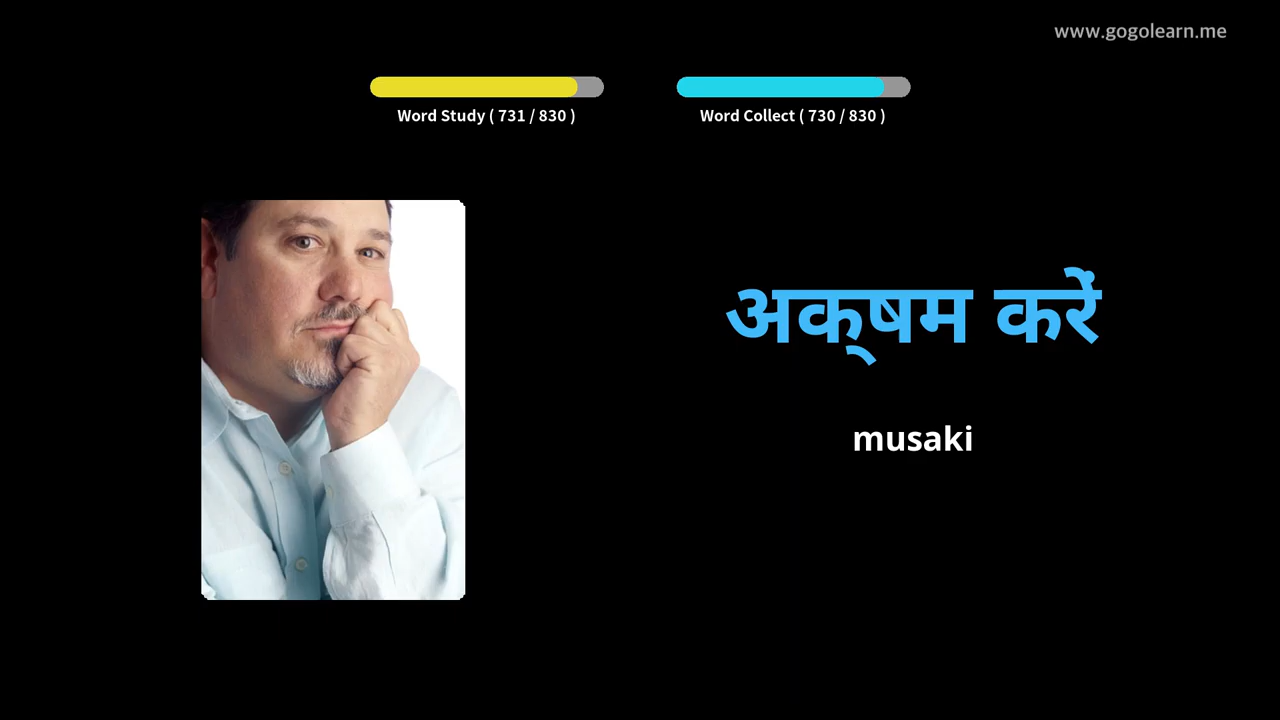 www.gogolearn.me
Word Study ( 731 / 830 )
Word Collect ( 730 / 830 )
अक्‌षम करें
musaki